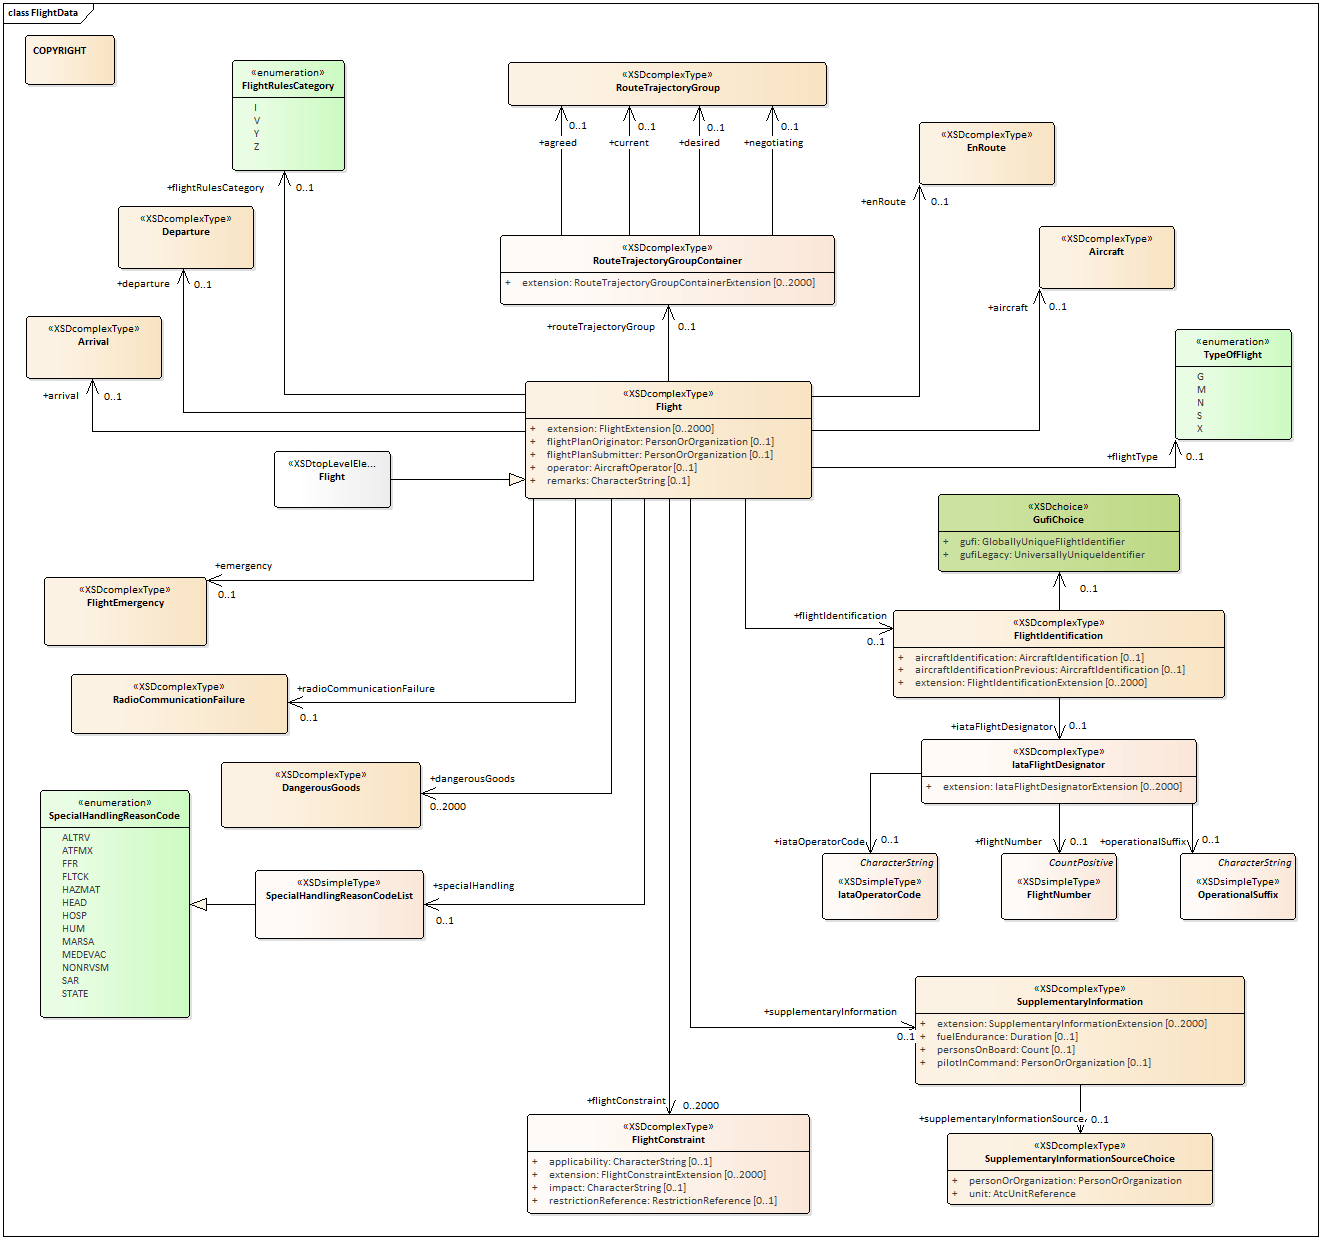 class FlightData
COPYRIGHT
«enumeration»
FlightRulesCategory
I
V
Y
Z
+flightRulesCategory
0..1
«XSDcomplexType»
RouteTrajectoryGroup
0..1
0..1
0..1
0..1
+agreed
+current
+desired
+negotiating
«XSDcomplexType»
RouteTrajectoryGroupContainer
+ extension: RouteTrajectoryGroupContainerExtension [0..2000]
+routeTrajectoryGroup
0..1
«XSDcomplexType»
EnRoute
+enRoute
0..1
«XSDcomplexType»
Departure
+departure
0..1
«XSDcomplexType»
Aircraft
+aircraft
0..1
«XSDcomplexType»
Arrival
+arrival
0..1
«enumeration»
TypeOfFlight
G
M
N
S
X
+flightType
0..1
«XSDcomplexType»
Flight
+ extension: FlightExtension [0..2000]
+ flightPlanOriginator: PersonOrOrganization [0..1]
+ flightPlanSubmitter: PersonOrOrganization [0..1]
+ operator: AircraftOperator [0..1]
+ remarks: CharacterString [0..1]
«XSDtopLevelEle...
Flight
«XSDchoice»
GufiChoice
+ gufi: GloballyUniqueFlightIdentifier
+ gufiLegacy: UniversallyUniqueIdentifier
0..1
+emergency
0..1
«XSDcomplexType»
FlightEmergency
+flightIdentification
0..1
«XSDcomplexType»
FlightIdentification
+ aircraftIdentification: AircraftIdentification [0..1]
+ aircraftIdentificationPrevious: AircraftIdentification [0..1]
+ extension: FlightIdentificationExtension [0..2000]
«XSDcomplexType»
RadioCommunicationFailure
+radioCommunicationFailure
0..1
+iataFlightDesignator
0..1
«XSDcomplexType»
IataFlightDesignator
+ extension: IataFlightDesignatorExtension [0..2000]
«XSDcomplexType»
DangerousGoods
+dangerousGoods
0..2000
«enumeration»
SpecialHandlingReasonCode
ALTRV
ATFMX
FFR
FLTCK
HAZMAT
HEAD
HOSP
HUM
MARSA
MEDEVAC
NONRVSM
SAR
STATE
+iataOperatorCode
0..1
+flightNumber
0..1
+operationalSuffix
0..1
CharacterString
«XSDsimpleType»
IataOperatorCode
CountPositive
«XSDsimpleType»
FlightNumber
CharacterString
«XSDsimpleType»
OperationalSuffix
«XSDsimpleType»
SpecialHandlingReasonCodeList
+specialHandling
0..1
+supplementaryInformation
0..1
«XSDcomplexType»
SupplementaryInformation
+ extension: SupplementaryInformationExtension [0..2000]
+ fuelEndurance: Duration [0..1]
+ personsOnBoard: Count [0..1]
+ pilotInCommand: PersonOrOrganization [0..1]
+flightConstraint
0..2000
«XSDcomplexType»
FlightConstraint
+ applicability: CharacterString [0..1]
+ extension: FlightConstraintExtension [0..2000]
+ impact: CharacterString [0..1]
+ restrictionReference: RestrictionReference [0..1]
+supplementaryInformationSource
0..1
«XSDcomplexType»
SupplementaryInformationSourceChoice
+ personOrOrganization: PersonOrOrganization
+ unit: AtcUnitReference